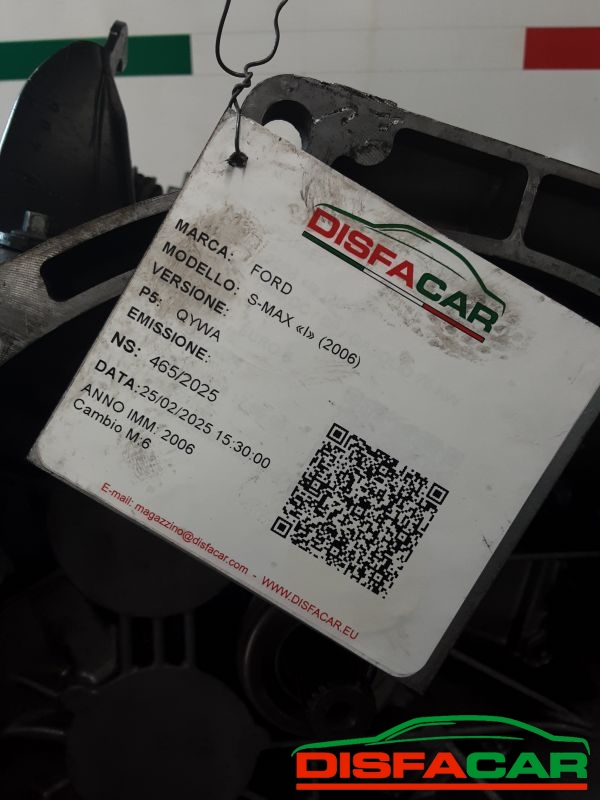 DISFACAR
MARCA: FORD
MODELLO: S-MAX «I» (2006)
VERSIONE:
P5: QYWA
EMISSIONE:
NS: 465/2025
DATA:25/02/2025 15:30:00
ANNO IMM: 2006
Cambio M:6
E-mail: magazzino@disfacar.com - WWW.DISFACAR.EU
DISFACAR